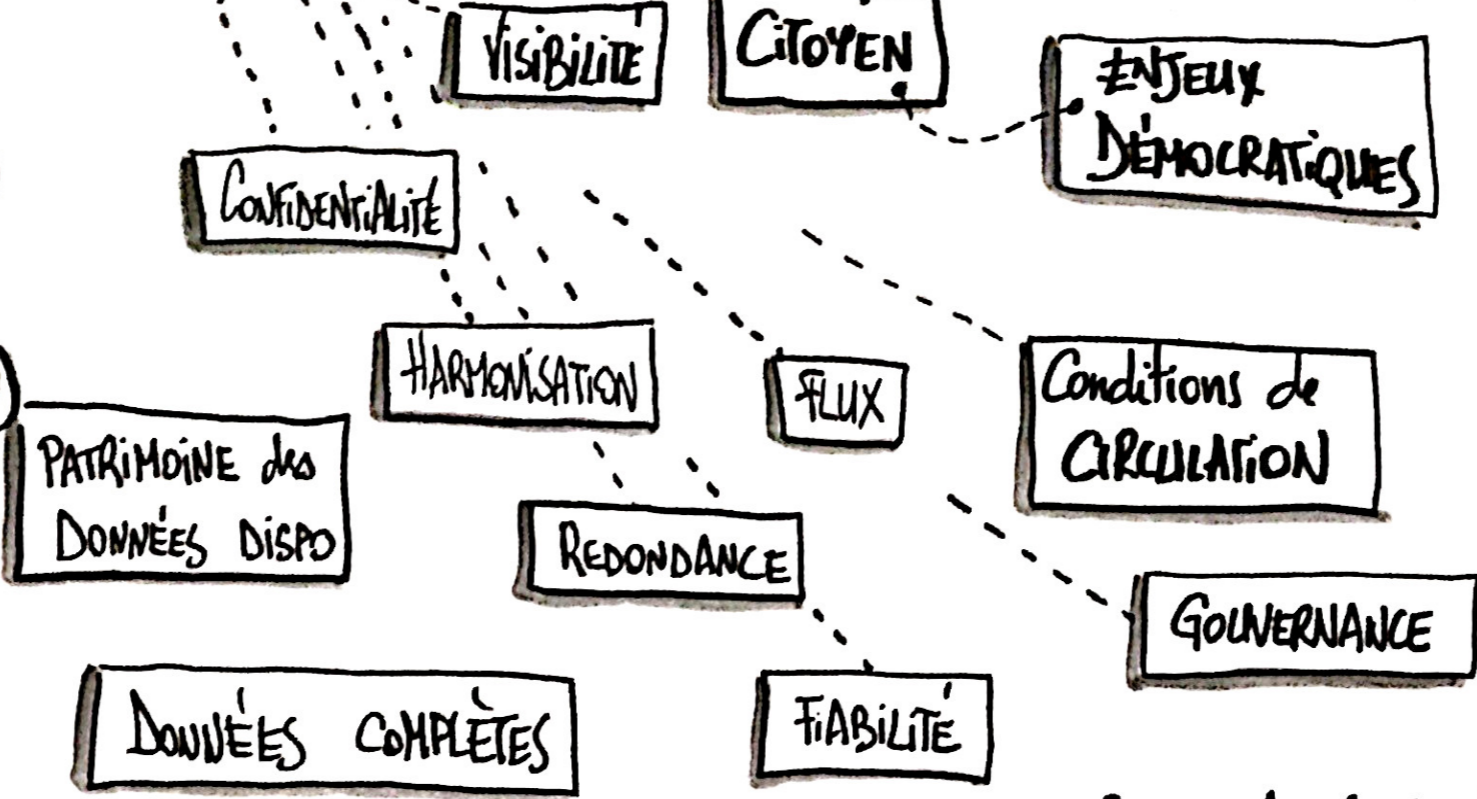 VISIBILITÉ
CITOYEN
ENJEUX
DÉMOCRATIQUES
CONFIDENTIALITÉ
HARMONISATION
FLUX
Conditions de
CIRCULATION
PATRIMOINE des
DONNÉES DISPO
REDONDANCE
GOUVERNANCE
DONNÉES COMPLÈTES
FIABILITÉ